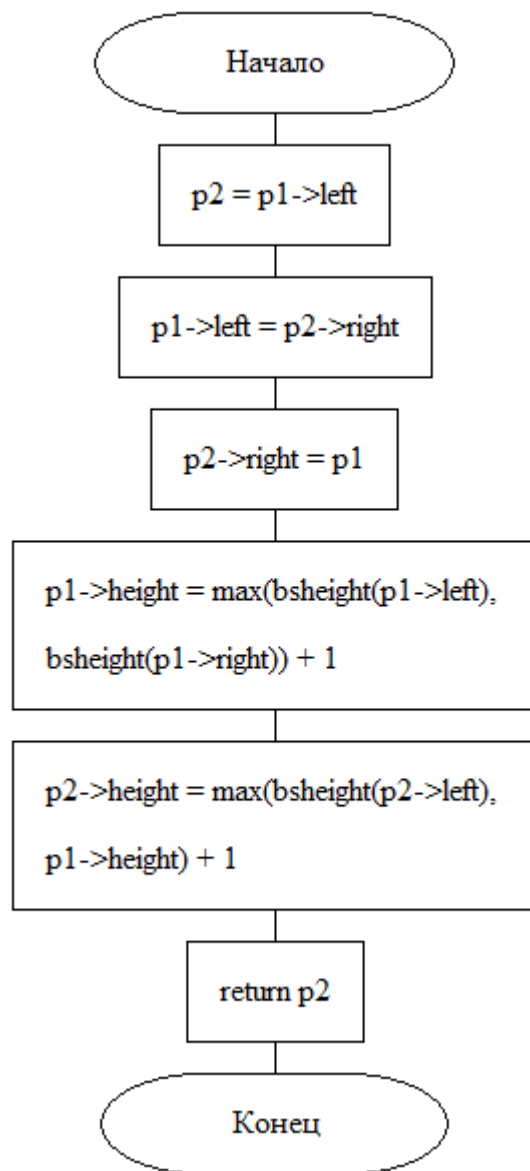 Начало
p2 = p1->left
p1->left = p2->right
p2->right = p1
p1->height = max(bsheight(p1->left),
bsheight(p1->right)) + 1
p2->height = max(bsheight(p2->left),
p1->height) + 1
return p2
Конец